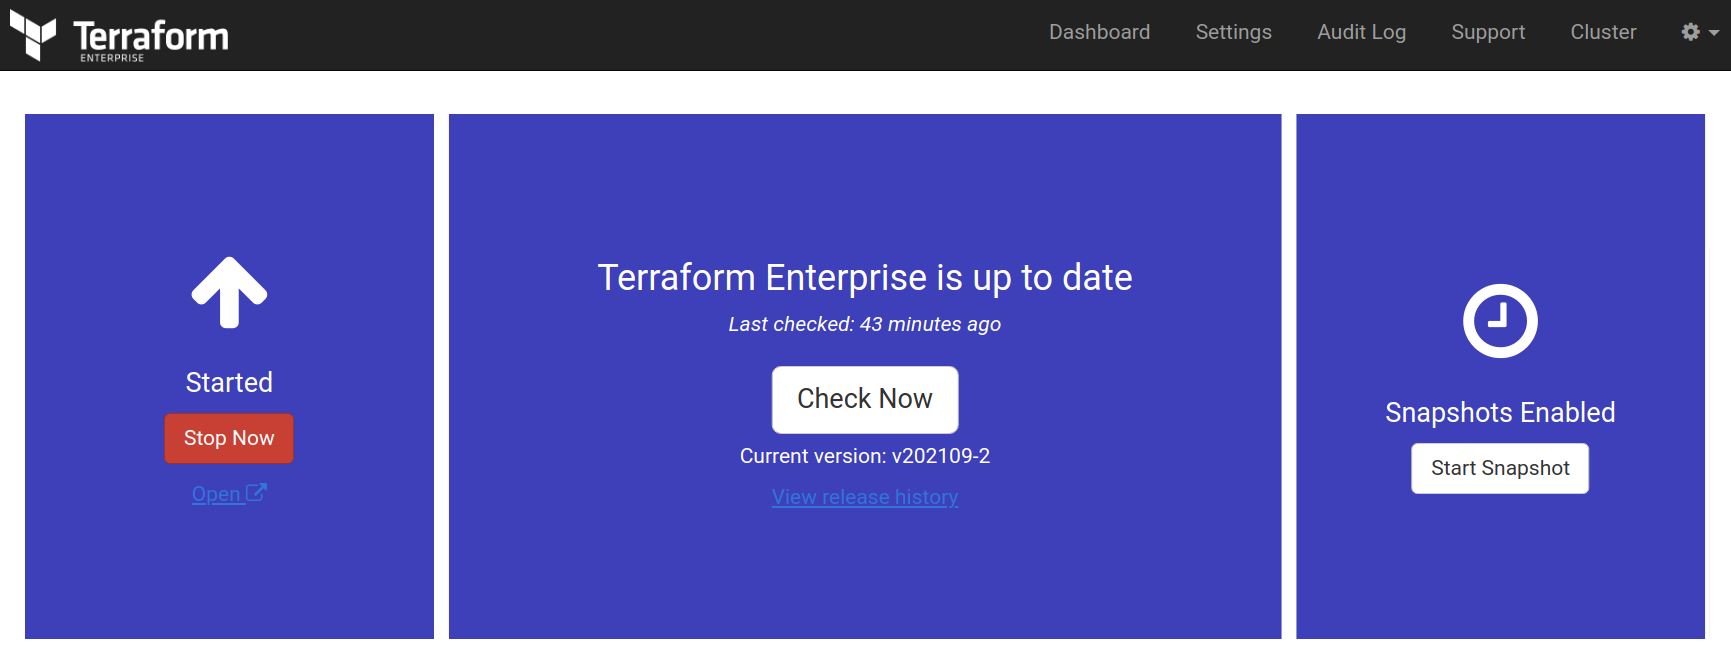 Terraform
ENTERPRISE
Dashboard
Settings
Audit Log
Support
Cluster
Started
Stop Now
Open
Terraform Enterprise is up to date
Last checked: 43 minutes ago
Check Now
Current version: v202109-2
View release history
Snapshots Enabled
Start Snapshot